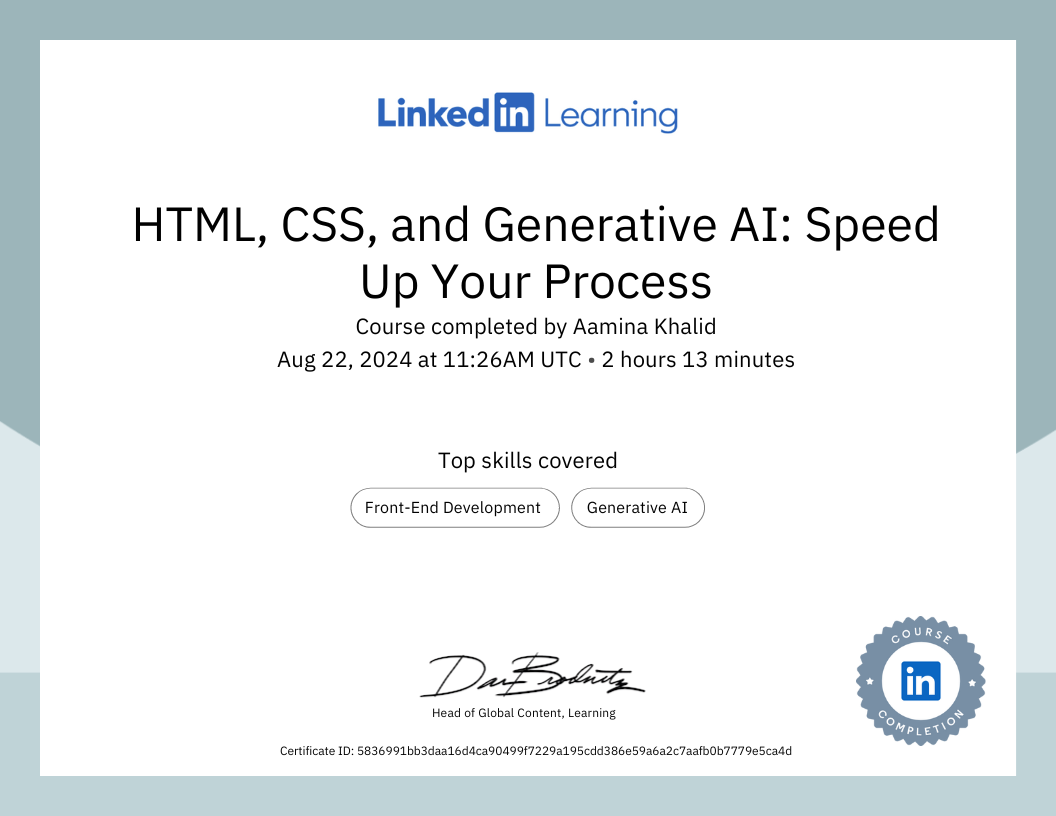 Linked in Learning
HTML, CSS, and Generative AI: Speed
Up Your Process
Course completed by Aamina Khalid
Aug 22, 2024 at 11:26AM UTC • 2 hours 13 minutes
Top skills covered
Front-End Development
Generative AI
Dan Brodnitz
Head of Global Content, Learning
COURSE
in
COMPLETION
Certificate ID: 5836991bb3daa16d4ca90499f7229a195cdd386e59a6a2c7aafb0b7779e5ca4d